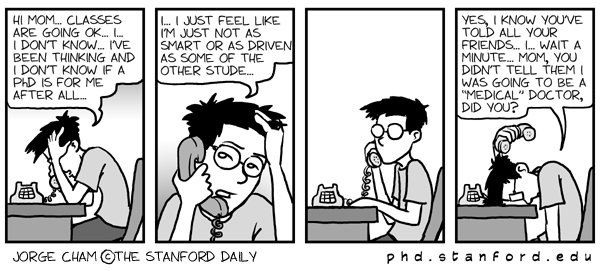 HI MOM... CLASSES
ARE GOING OK... I...
I DON'T KNOW... I'VE
BEEN THINKING AND
I DON'T KNOW IF A
PhD IS FOR ME
AFTER ALL...
I... I JUST FEEL LIKE
I'M JUST NOT AS
SMART OR AS DRIVEN
AS SOME OF THE
OTHER STUDE...
YES, I KNOW YOU'VE
TOLD ALL YOUR
FRIENDS... I... WAIT A
MINUTE... MOM, YOU
DIDN'T TELL THEM I
WAS GOING TO BE A
"MEDICAL" DOCTOR,
DID YOU?
JORGE CHAM ©THE STANFORD DAILY
phd.stanford.edu